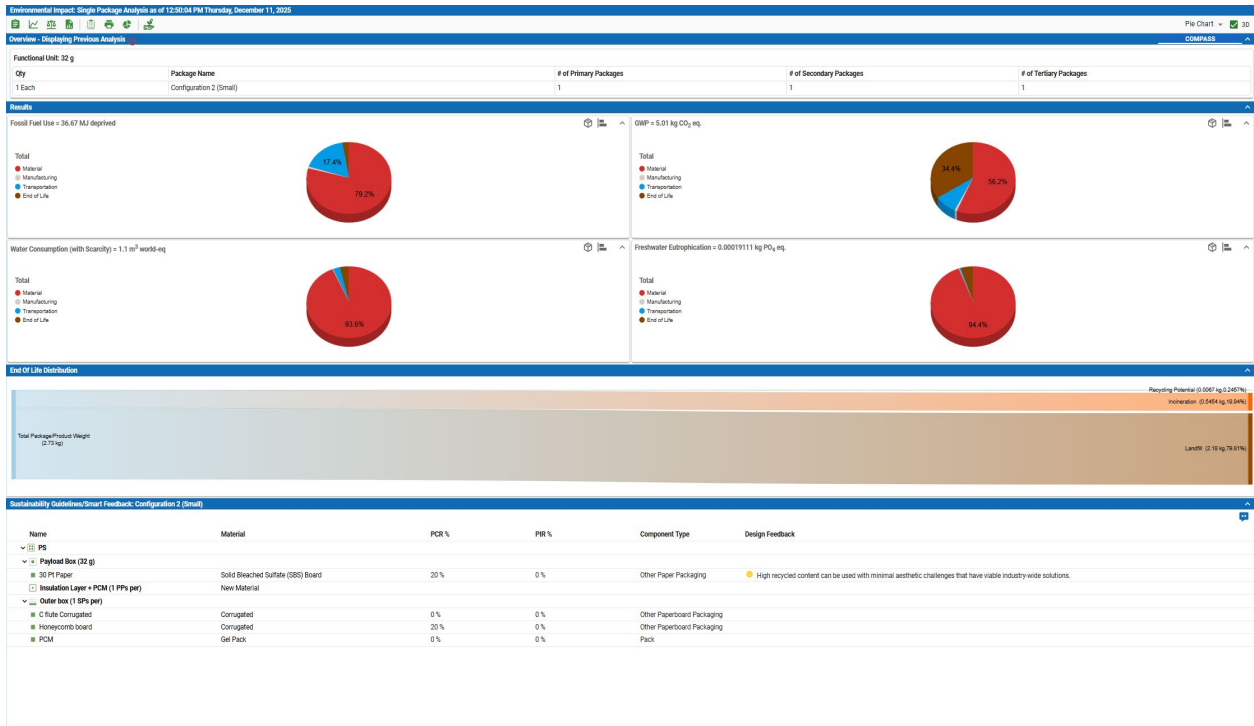 Environmental Impact: Single Package Analysis as of 12:50:04 PM Thursday, December 11, 2025
Pie Chart 3D
Overview - Displaying Previous Analysis COMPASS
Functional Unit: 32 g
Qty Package Name # of Primary Packages # of Secondary Packages # of Tertiary Packages
1 Each Configuration 2 (Small) 1 1 1
Results
Fossil Fuel Use = 36.67 MJ deprived
Total
Material
Manufacturing
Transportation
End of Life
17.4%
79.2%
GWP = 5.01 kg CO₂ eq.
Total
Material
Manufacturing
Transportation
End of Life
34.4%
56.2%
Water Consumption (with Scarcity) = 1.1 m³ world-eq
Total
Material
Manufacturing
Transportation
End of Life
93.6%
Freshwater Eutrophication = 0.00019111 kg PO₄ eq.
Total
Material
Manufacturing
Transportation
End of Life
94.4%
End Of Life Distribution
Recycling Potential (0.0067 kg,0.2457%)
Incineration (0.5454 kg,19.94%)
Total Package/Product Weight
(2.73 kg)
Landfill (2.18 kg,79.81%)
Sustainability Guidelines/Smart Feedback: Configuration 2 (Small)
Name Material PCR % PIR % Component Type Design Feedback
PS
Payload Box (32 g)
30 Pt Paper Solid Bleached Sulfate (SBS) Board 20 % 0 % Other Paper Packaging High recycled content can be used with minimal aesthetic challenges that have viable industry-wide solutions.
Insulation Layer + PCM (1 PPs per) New Material
Outer box (1 SPs per)
C flute Corrugated Corrugated 0 % 0 % Other Paperboard Packaging
Honeycomb board Corrugated 20 % 0 % Other Paperboard Packaging
PCM Gel Pack 0 % 0 % Pack